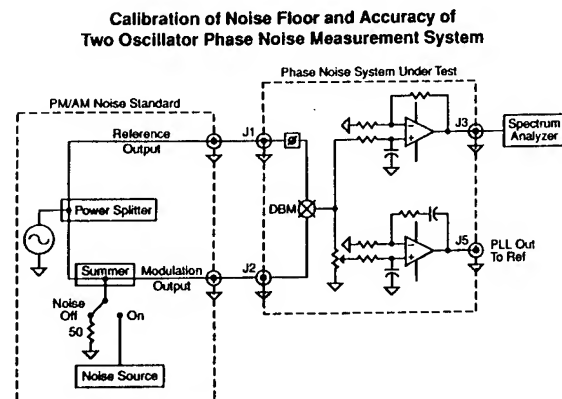 Calibration of Noise Floor and Accuracy of
Two Oscillator Phase Noise Measurement System
PM/AM Noise Standard
Phase Noise System Under Test
Reference
Output
J1
ø
J3
Spectrum
Analyzer
Power Splitter
DBM
Summer
Modulation
Output
J2
J5
PLL Out
To Ref
Noise
Off
50
On
Noise Source